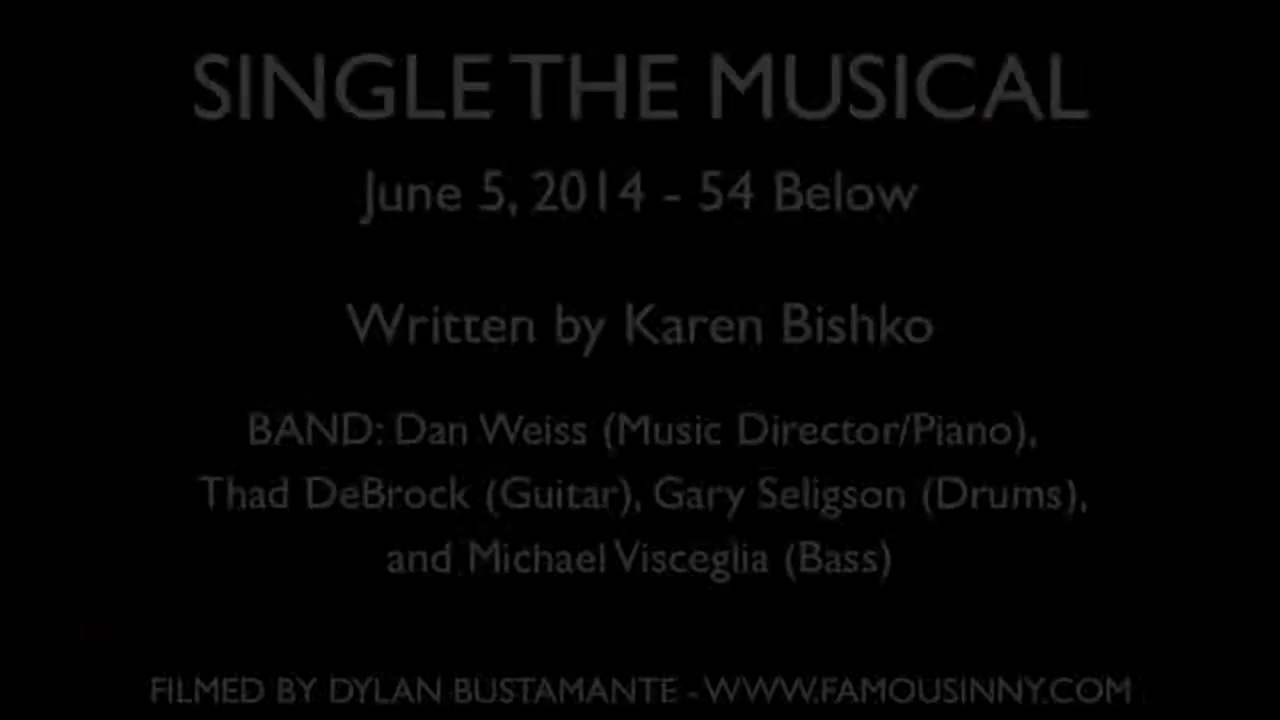 SINGLE THE MUSICAL
June 5, 2014 - 54 Below
Written by Karen Bishko
BAND: Dan Weiss (Music Director/Piano),
Thad DeBrock (Guitar), Gary Seligson (Drums),
and Michael Visceglia (Bass)
FILMED BY DYLAN BUSTAMANTE - WWW.FAMOUSINNY.COM